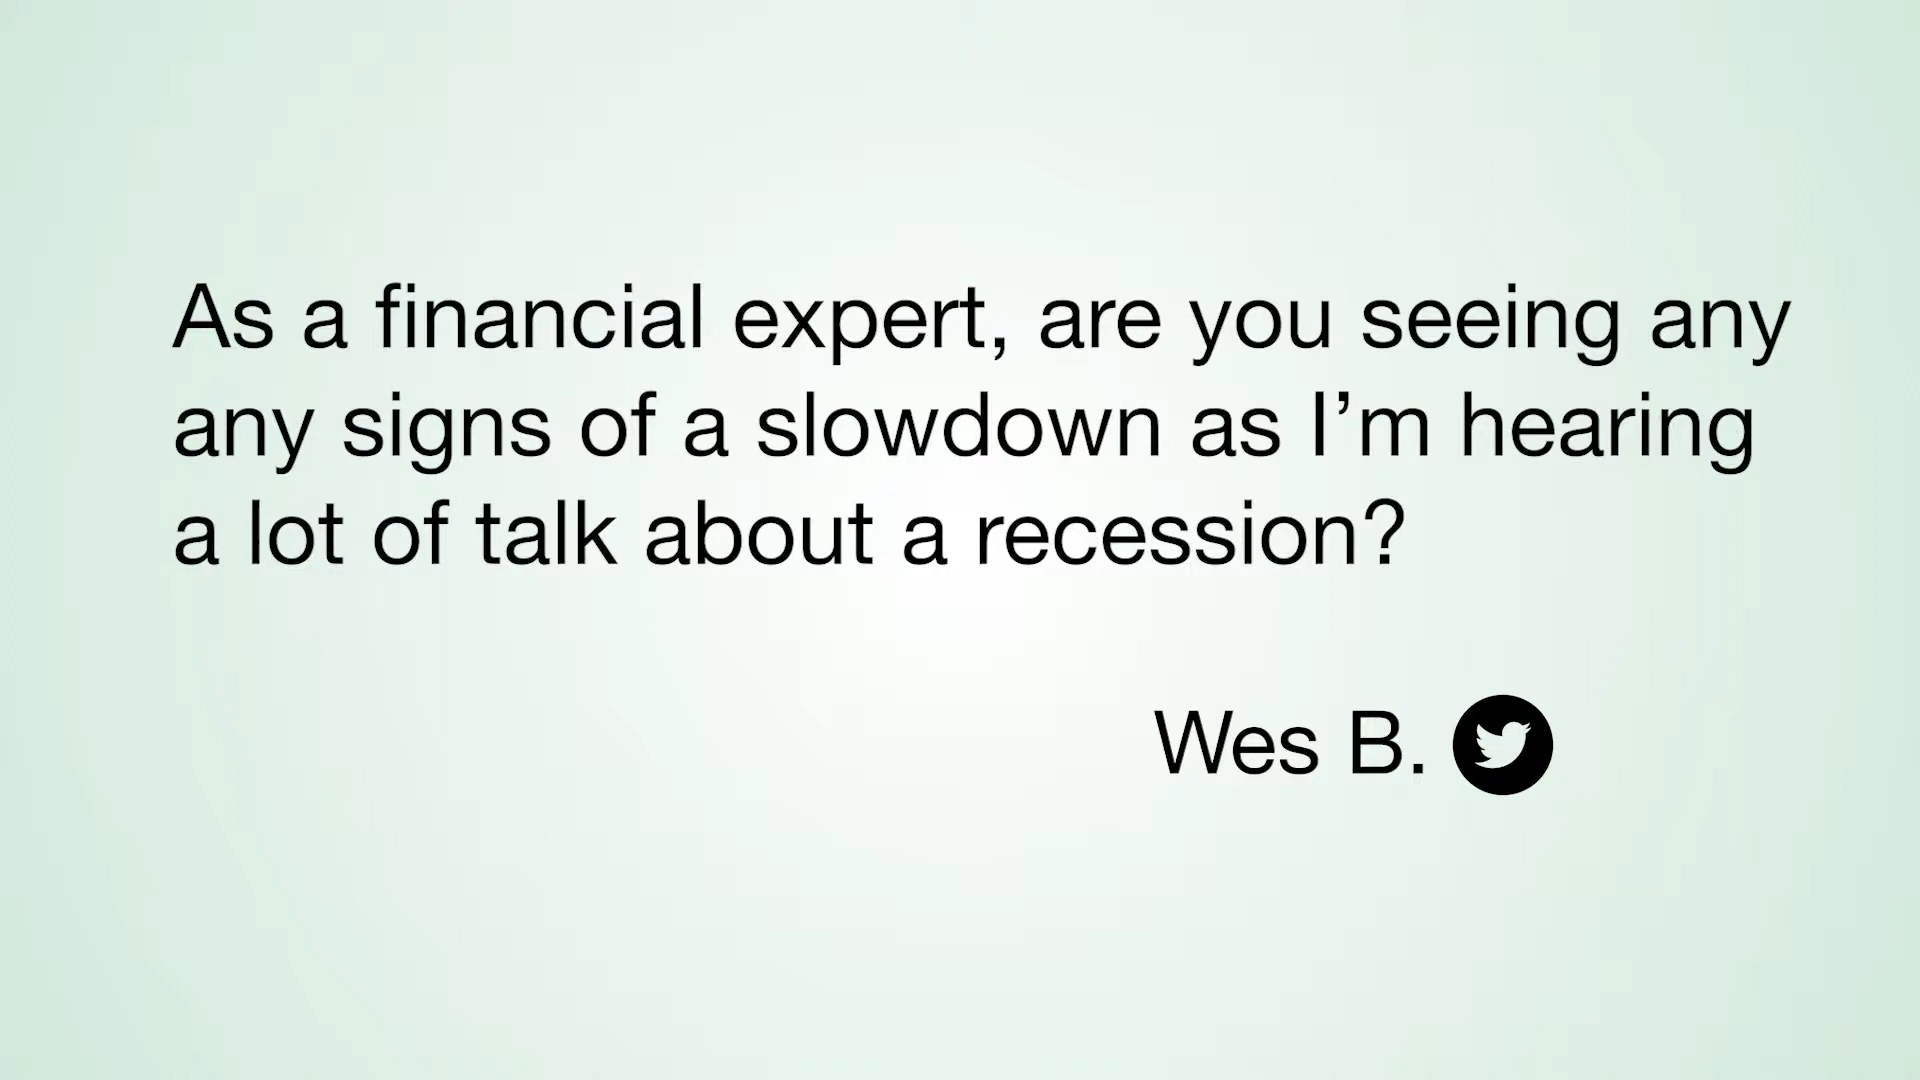 As a financial expert, are you seeing any
any signs of a slowdown as I’m hearing
a lot of talk about a recession?
Wes B.